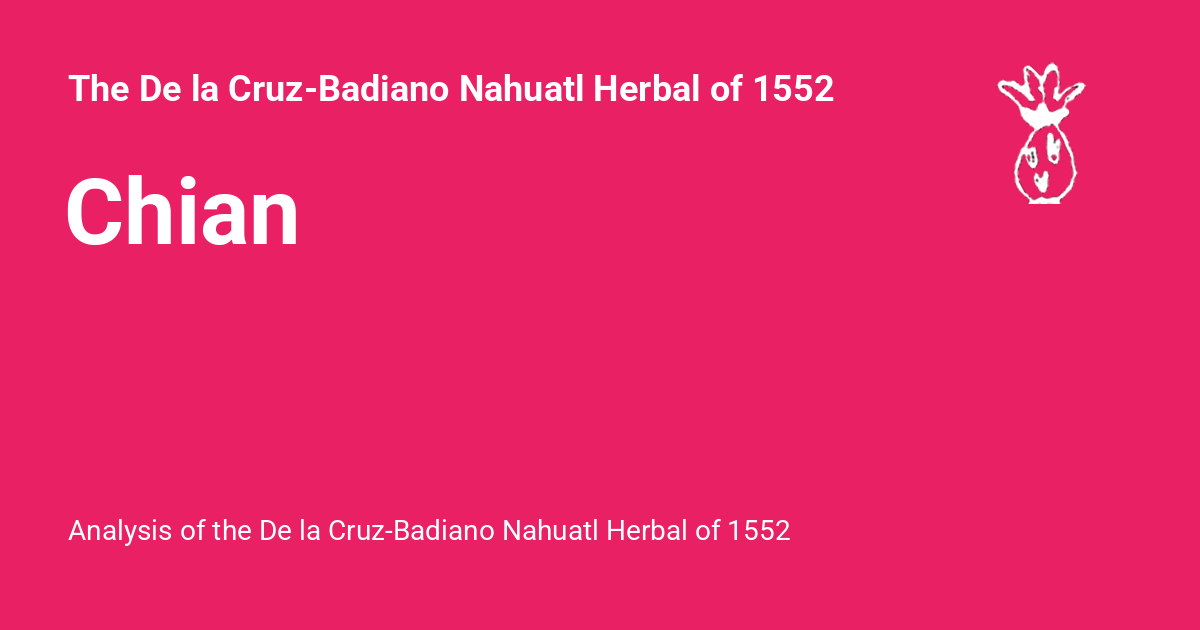 The De la Cruz-Badiano Nahuatl Herbal of 1552
Chian
Analysis of the De la Cruz-Badiano Nahuatl Herbal of 1552